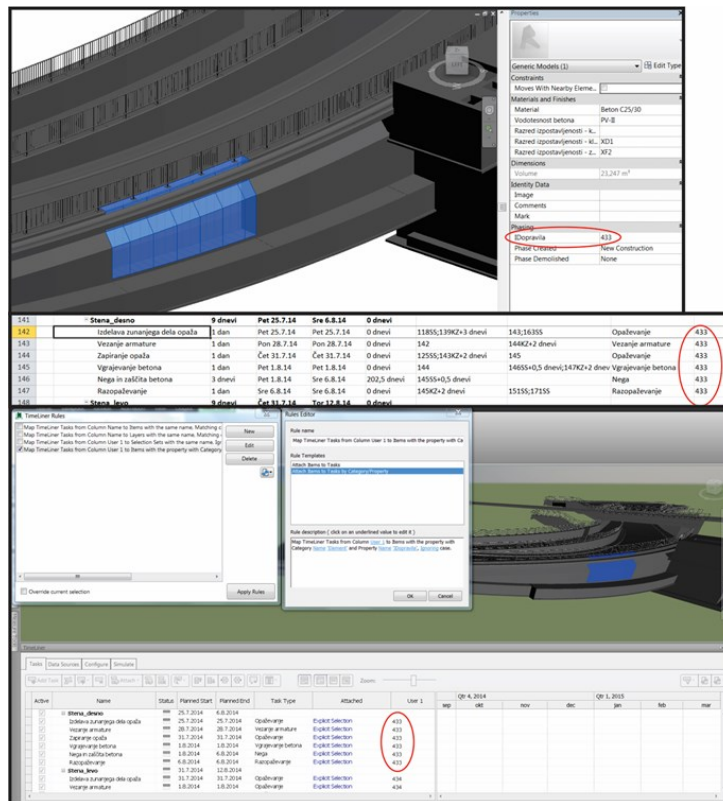 Properties
Generic Models (1) Edit Type
Constraints
Moves With Nearby Eleme..
Materials and Finishes
Material Beton C25/30
Vodotesnost betona PV-II
Razred izpostavljenosti - k..
Razred izpostavljenosti - kl.. XD1
Razred izpostavljenosti - z.. XF2
Dimensions
Volume 23,247 m³
Identity Data
Image
Comments
Mark
Phasing
IDopravila 433
Phase Created New Construction
Phase Demolished None
141 Stena_desno 9 dnevi Pet 25.7.14 Sre 6.8.14 0 dnevi
142 Izdelava zunanjega dela opaža 1 dan Pet 25.7.14 Pet 25.7.14 0 dnevi 118SS;139KZ+3 dnevi 143;163SS Opaževanje 433
143 Vezanje armature 1 dan Pon 28.7.14 Pon 28.7.14 0 dnevi 142 144KZ+2 dnevi Vezanje armature 433
144 Zapiranje opaža 1 dan Čet 31.7.14 Čet 31.7.14 0 dnevi 125SS;143KZ+2 dnevi 145 Opaževanje 433
145 Vgrajevanje betona 1 dan Pet 1.8.14 Pet 1.8.14 0 dnevi 144 146SS+0,5 dnevi;147KZ+2 dnevi Vgrajevanje betona 433
146 Nega in zaščita betona 3 dnevi Pet 1.8.14 Sre 6.8.14 202,5 dnevi 145SS+0,5 dnevi Nega 433
147 Razopaževanje 1 dan Sre 6.8.14 Sre 6.8.14 0 dnevi 145KZ+2 dnevi 151SS;171SS Razopaževanje 433
148 Stena_levo 9 dnevi Čet 31.7.14 Tor 12.8.14 0 dnevi
TimeLiner Rules
Map TimeLiner Tasks from Column Name to Items with the same name, Matching c
Map TimeLiner Tasks from Column Name to Layers with the same name, Matching
Map TimeLiner Tasks from Column User 1 to Selection Sets with the same name, Ign
Map TimeLiner Tasks from Column User 1 to Items with the property with Category
New
Edit
Delete
Override current selection
Apply Rules
Rules Editor
Rule name
Map TimeLiner Tasks from Column User 1 to Items with the property with Ca
Rule Templates
Attach Items to Tasks
Attach Items to Tasks by Category/Property
Rule description ( click on an underlined value to edit it )
Map TimeLiner Tasks from Column User 1 to Items with the property with
Category Name 'Element' and Property Name 'IDopravila', Ignoring case.
OK Cancel
TimeLiner
Tasks Data Sources Configure Simulate
Add Task Attach Zoom:
Active Name Status Planned Start Planned End Task Type Attached User 1
Qtr 4, 2014 Qtr 1, 2015
sep okt nov dec jan feb mar
Stena_desno 25.7.2014 6.8.2014
Izdelava zunanjega dela opaža 25.7.2014 25.7.2014 Opaževanje Explicit Selection 433
Vezanje armature 28.7.2014 28.7.2014 Vezanje armature Explicit Selection 433
Zapiranje opaža 31.7.2014 31.7.2014 Opaževanje Explicit Selection 433
Vgrajevanje betona 1.8.2014 1.8.2014 Vgrajevanje betona Explicit Selection 433
Nega in zaščita betona 1.8.2014 6.8.2014 Nega Explicit Selection 433
Razopaževanje 6.8.2014 6.8.2014 Razopaževanje Explicit Selection 433
Stena_levo 31.7.2014 12.8.2014
Izdelava zunanjega dela opaža 31.7.2014 31.7.2014 Opaževanje Explicit Selection 434
Vezanje armature 1.8.2014 1.8.2014 Vezanje armature Explicit Selection 434